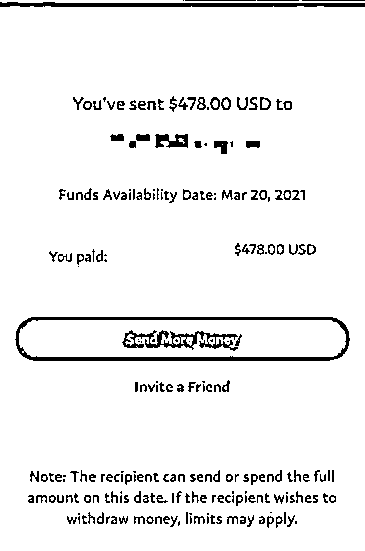 You've sent $478.00 USD to
Funds Availability Date: Mar 20, 2021
You paid: $478.00 USD
Send More Money
Invite a Friend
Note: The recipient can send or spend the full
amount on this date. If the recipient wishes to
withdraw money, limits may apply.